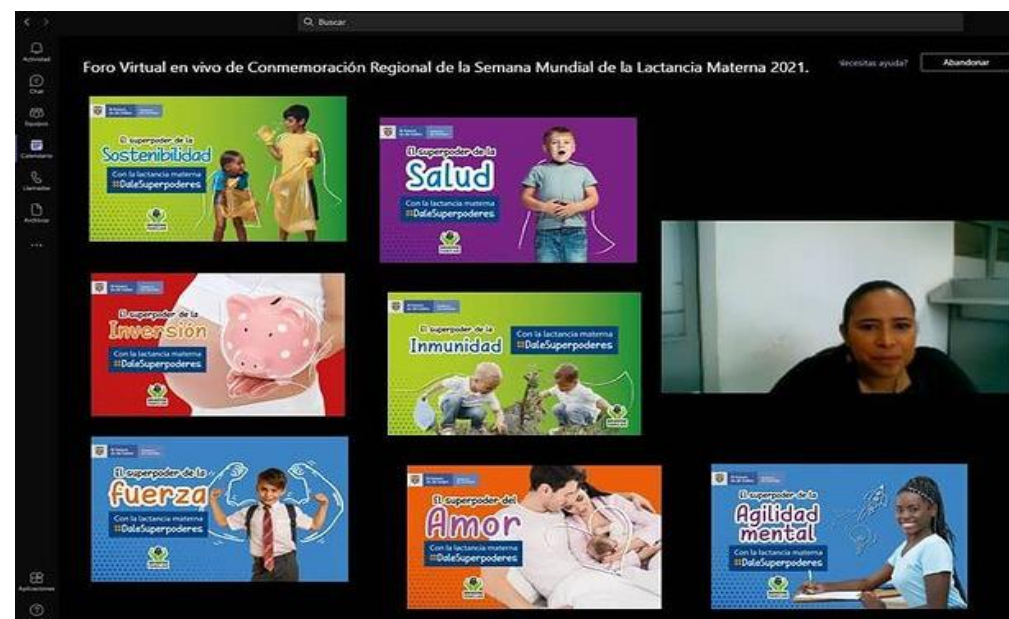 Buscar
Foro Virtual en vivo de Conmemoración Regional de la Semana Mundial de la Lactancia Materna 2021.
Necesitas ayuda?
Abandonar
Actividad
Chat
Equipos
Calendario
Llamadas
Archivos
Aplicaciones
El superpoder de la
Sostenibilidad
Con la lactancia materna
#DaleSuperpoderes
El superpoder de la
Salud
Con la lactancia materna
#DaleSuperpoderes
El superpoder de la
Inversión
Con la lactancia materna
#DaleSuperpoderes
El superpoder de la
Inmunidad
Con la lactancia materna
#DaleSuperpoderes
El superpoder de la
fuerza
Con la lactancia materna
#DaleSuperpoderes
El superpoder del
Amor
Con la lactancia materna
#DaleSuperpoderes
El superpoder de la
Agilidad
mental
Con la lactancia materna
#DaleSuperpoderes